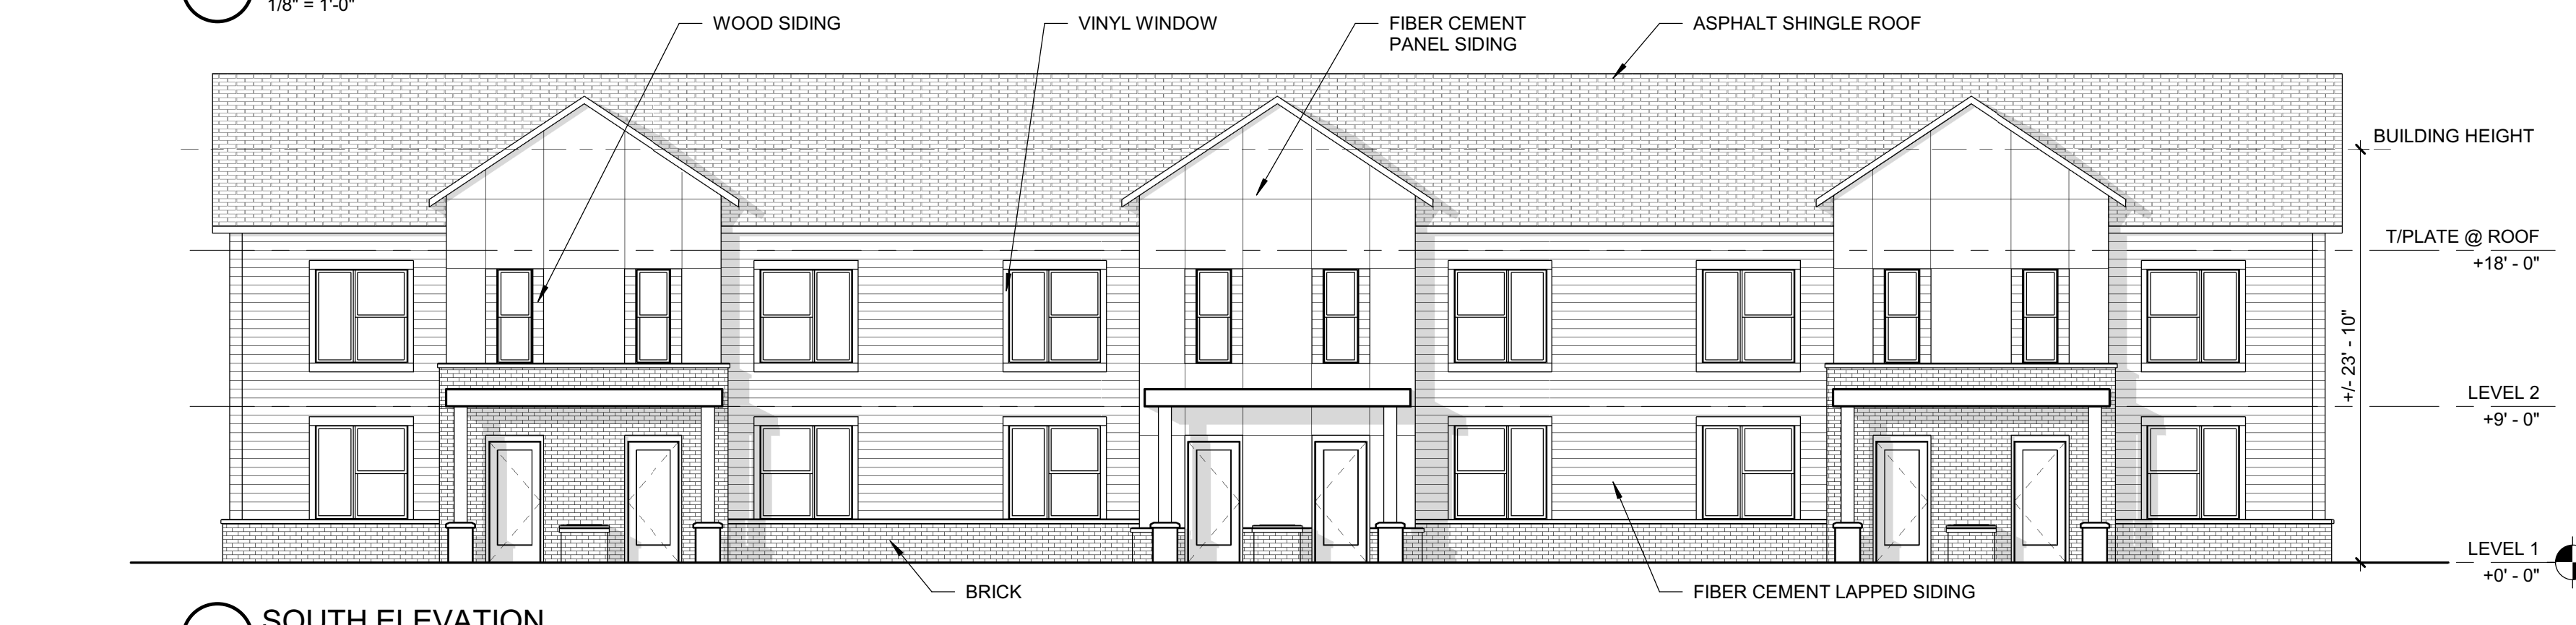 1/8" = 1'-0"
WOOD SIDING
VINYL WINDOW
FIBER CEMENT
PANEL SIDING
ASPHALT SHINGLE ROOF
BUILDING HEIGHT
T/PLATE @ ROOF
+18' - 0"
+/- 23' - 10"
LEVEL 2
+9' - 0"
LEVEL 1
+0' - 0"
BRICK
FIBER CEMENT LAPPED SIDING
SOUTH ELEVATION